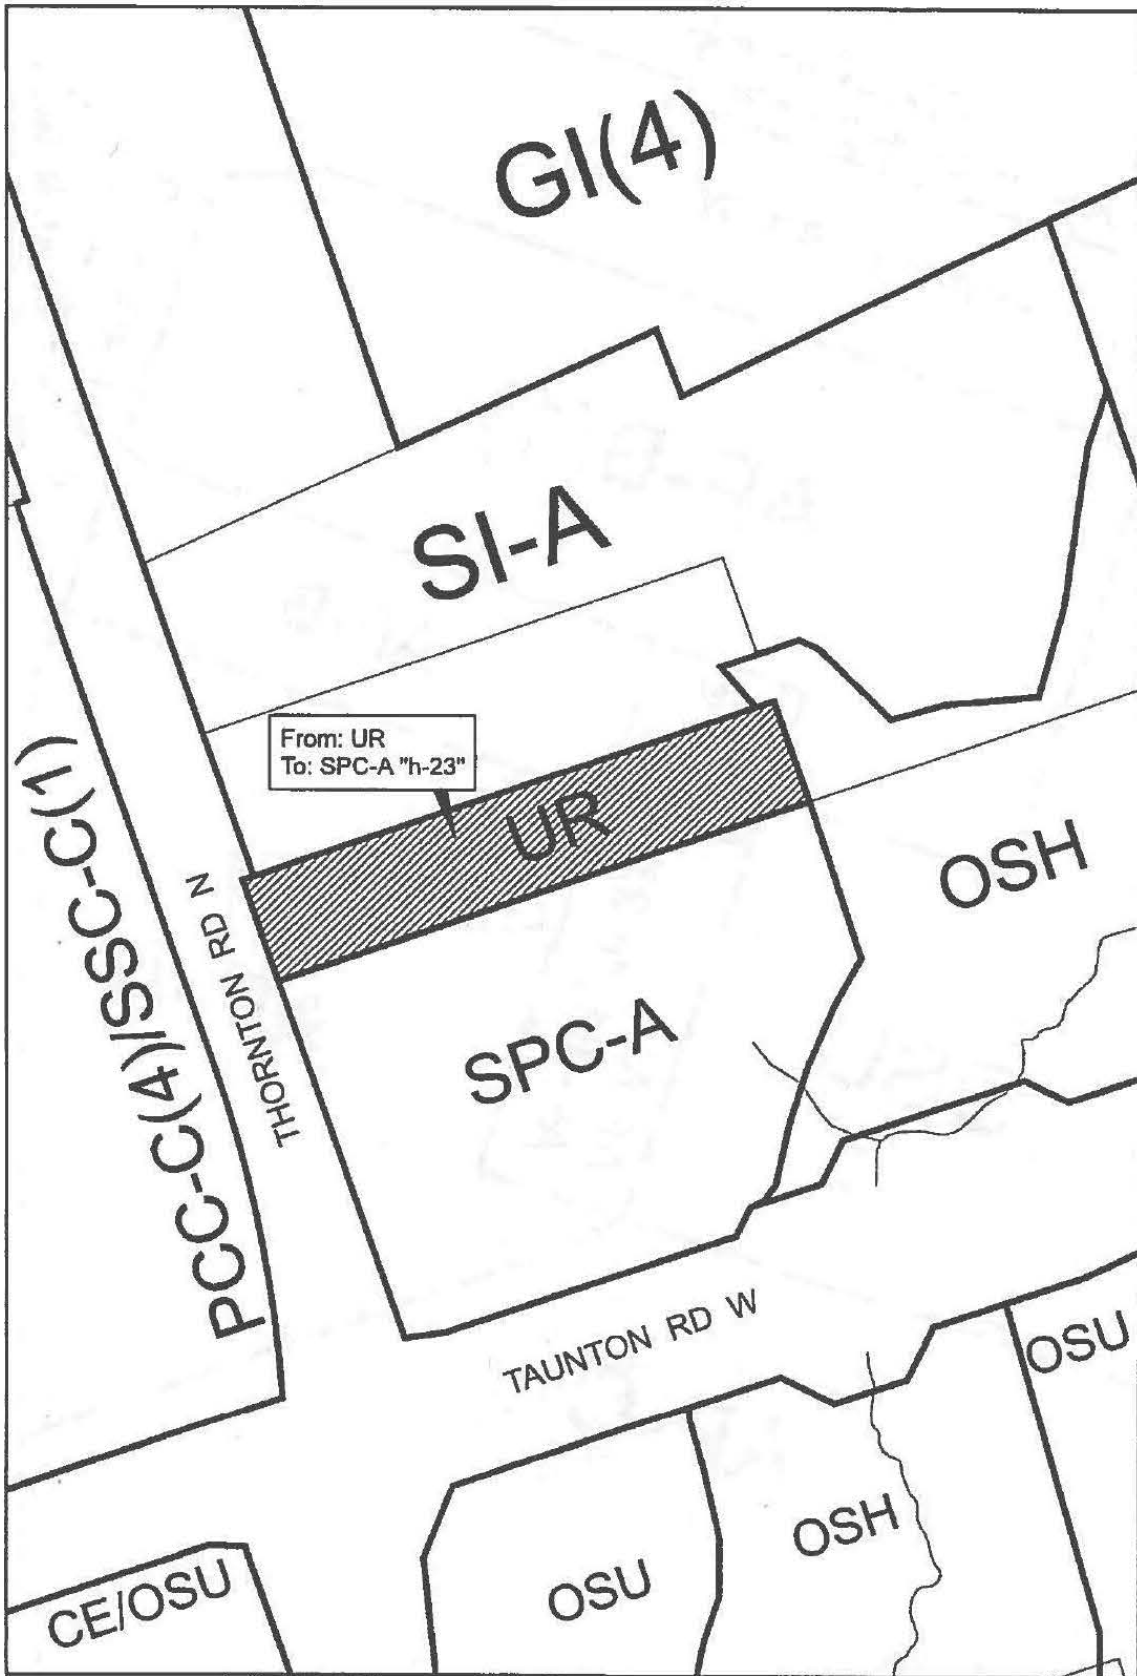 GI(4)
SI-A
From: UR
To: SPC-A "h-23"
UR
OSH
PCC-C(4)/SSC-C(1)
THORNTON RD N
SPC-A
TAUNTON RD W
OSU
OSH
OSU
CE/OSU